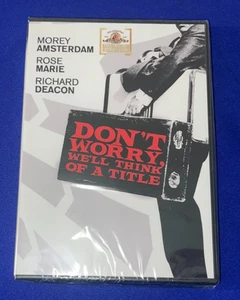 MOREY
AMSTERDAM
ROSE
MARIE
RICHARD
DEACON
DON'T
WORRY,
WE'LL THINK
OF A TITLE